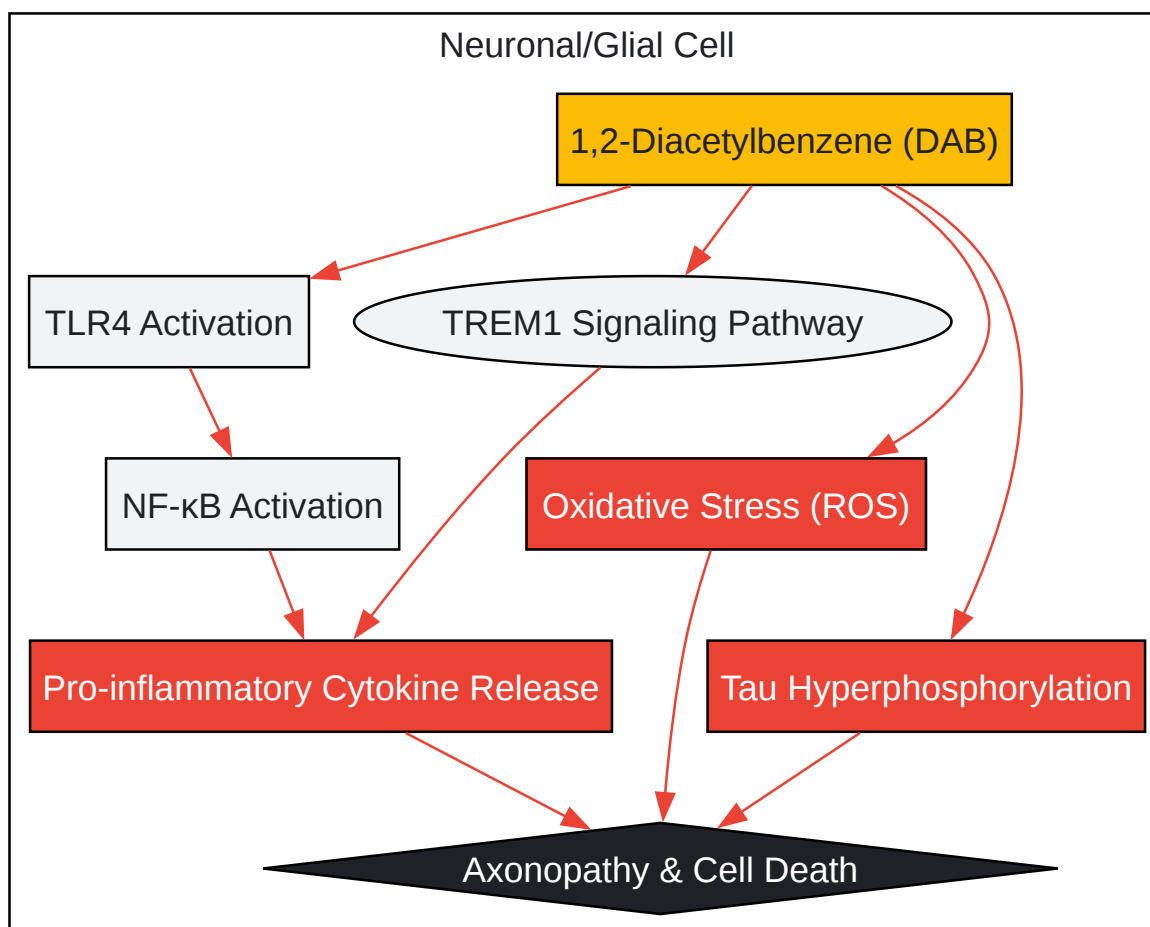 Neuronal/Glial Cell
1,2-Diacetylbenzene (DAB)
TLR4 Activation
TREM1 Signaling Pathway
NF-κB Activation
Oxidative Stress (ROS)
Pro-inflammatory Cytokine Release
Tau Hyperphosphorylation
Axonopathy & Cell Death